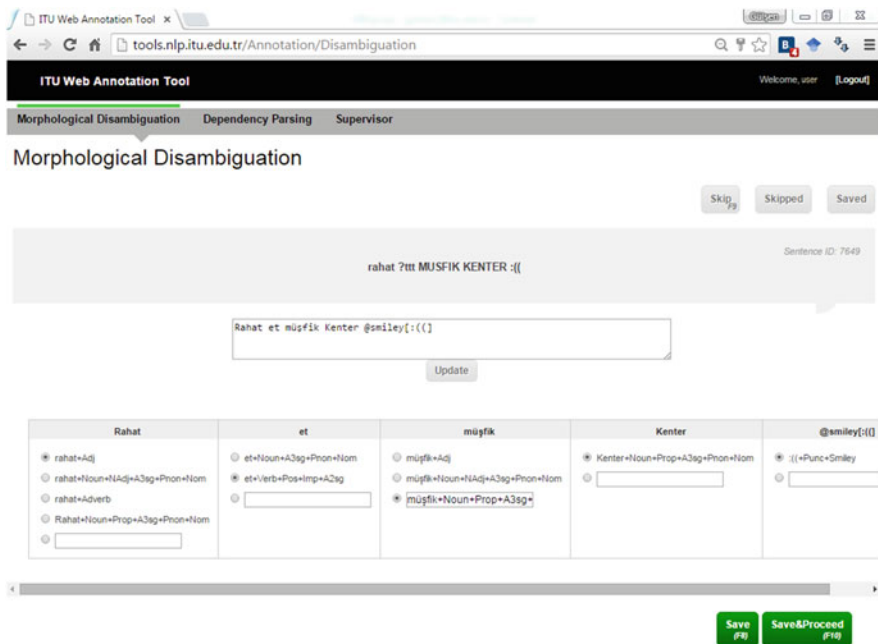 ITU Web Annotation Tool ×
Gülşen
tools.nlp.itu.edu.tr/Annotation/Disambiguation
B 4
ITU Web Annotation Tool
Welcome, user [Logout]
Morphological Disambiguation Dependency Parsing Supervisor
Morphological Disambiguation
Skip F9 Skipped Saved
Sentence ID: 7649
rahat ?ttt MUSFIK KENTER :((
Rahat et müşfik Kenter @smiley[:((]
Update
Rahat et müşfik Kenter @smiley[:((]
rahat+Adj et+Noun+A3sg+Pnon+Nom müşfik+Adj Kenter+Noun+Prop+A3sg+Pnon+Nom :((+Punc+Smiley
rahat+Noun+NAdj+A3sg+Pnon+Nom et+Verb+Pos+Imp+A2sg müşfik+Noun+NAdj+A3sg+Pnon+Nom
rahat+Adverb müşfik+Noun+Prop+A3sg+
Rahat+Noun+Prop+A3sg+Pnon+Nom
Save (F8) Save&Proceed (F10)